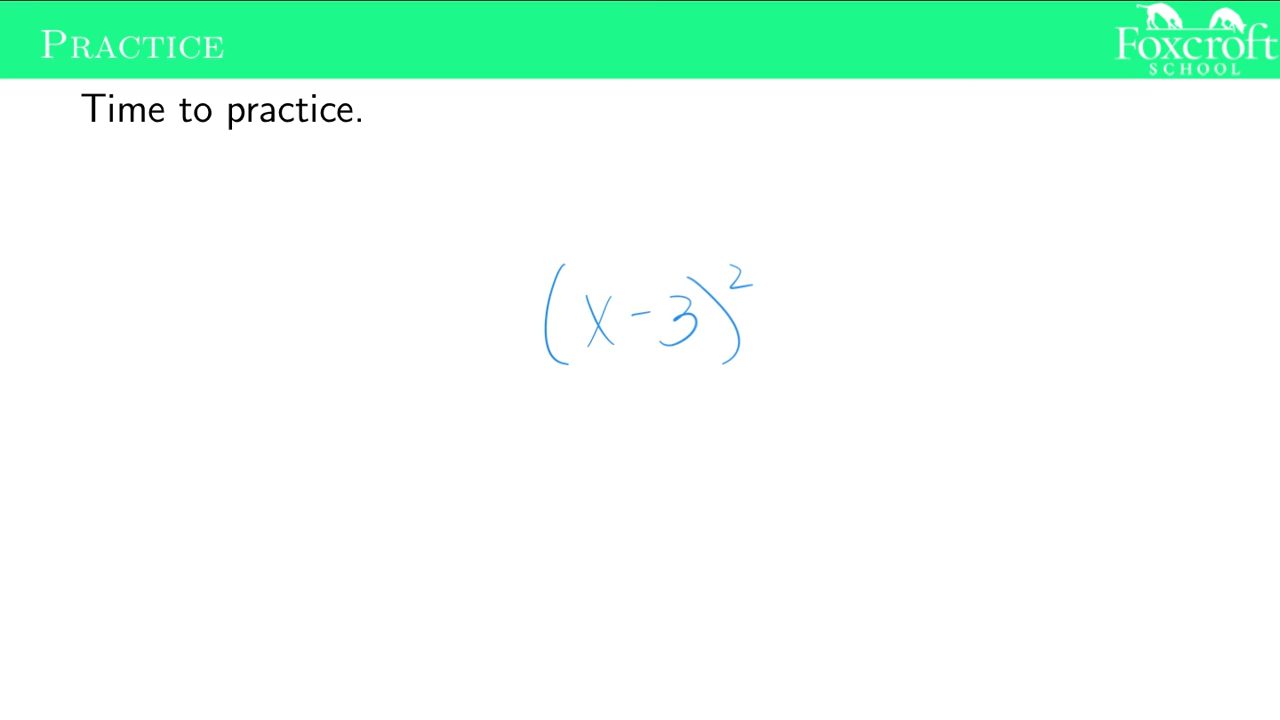 PRACTICE
Foxcroft
SCHOOL
Time to practice.
(x-3)²